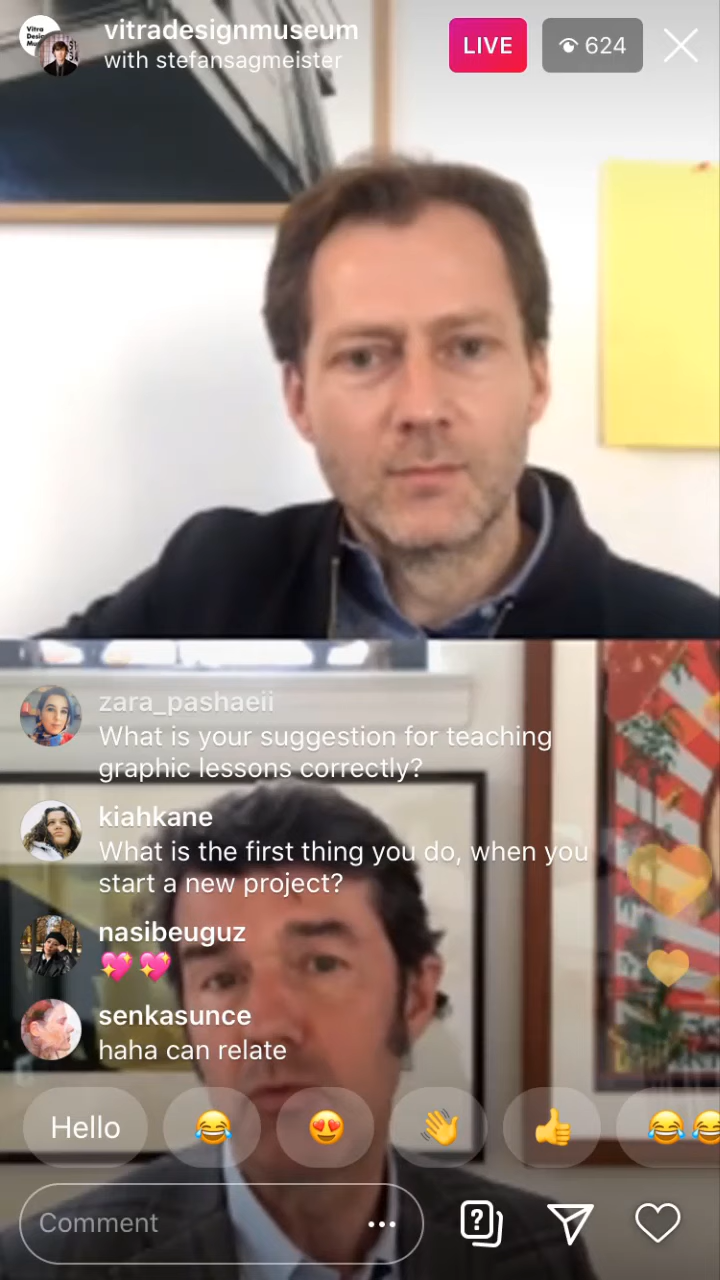 Vitra
vitradesignmuseum
with stefansagmeister
LIVE
624
zara_pashaeii
What is your suggestion for teaching
graphic lessons correctly?
kiahkane
What is the first thing you do, when you
start a new project?
nasibeuguz
💖💖
senkasunce
haha can relate
Hello
😂
😍
👋
👍
😂😂
Comment